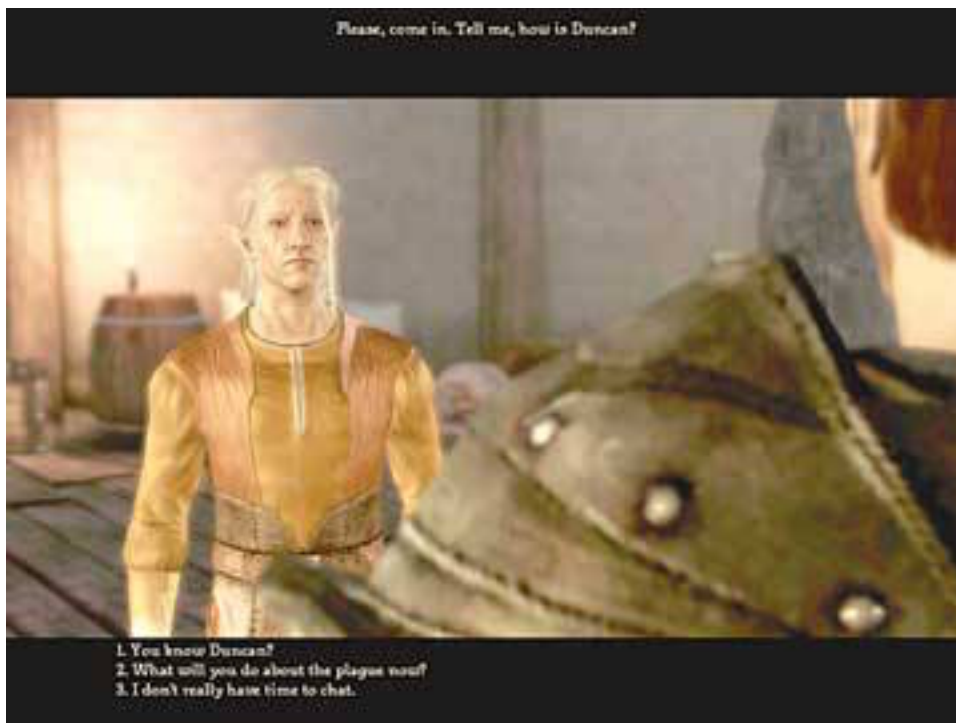 Please, come in. Tell me, how is Duncan?
1. You know Duncan?
2. What will you do about the plague now?
3. I don't really have time to chat.